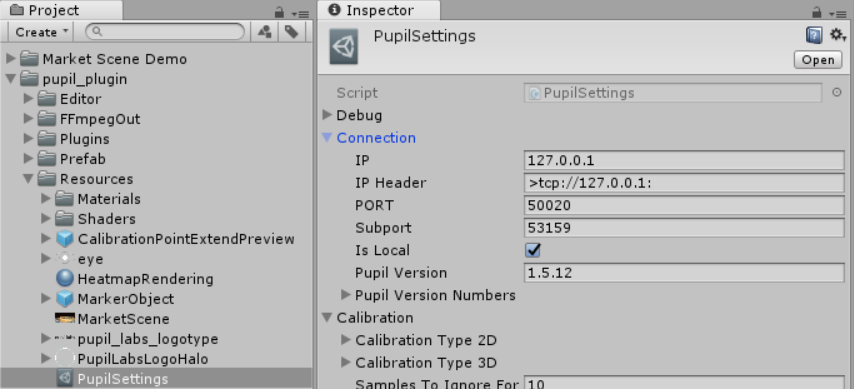 Project
Create
Market Scene Demo
pupil_plugin
Editor
FFmpegOut
Plugins
Prefab
Resources
Materials
Shaders
CalibrationPointExtendPreview
eye
HeatmapRendering
MarkerObject
MarketScene
pupil_labs_logotype
PupilLabsLogoHalo
PupilSettings
Inspector
PupilSettings
Open
Script PupilSettings
Debug
Connection
IP 127.0.0.1
IP Header >tcp://127.0.0.1:
PORT 50020
Subport 53159
Is Local
Pupil Version 1.5.12
Pupil Version Numbers
Calibration
Calibration Type 2D
Calibration Type 3D
Samples To Ignore For 10